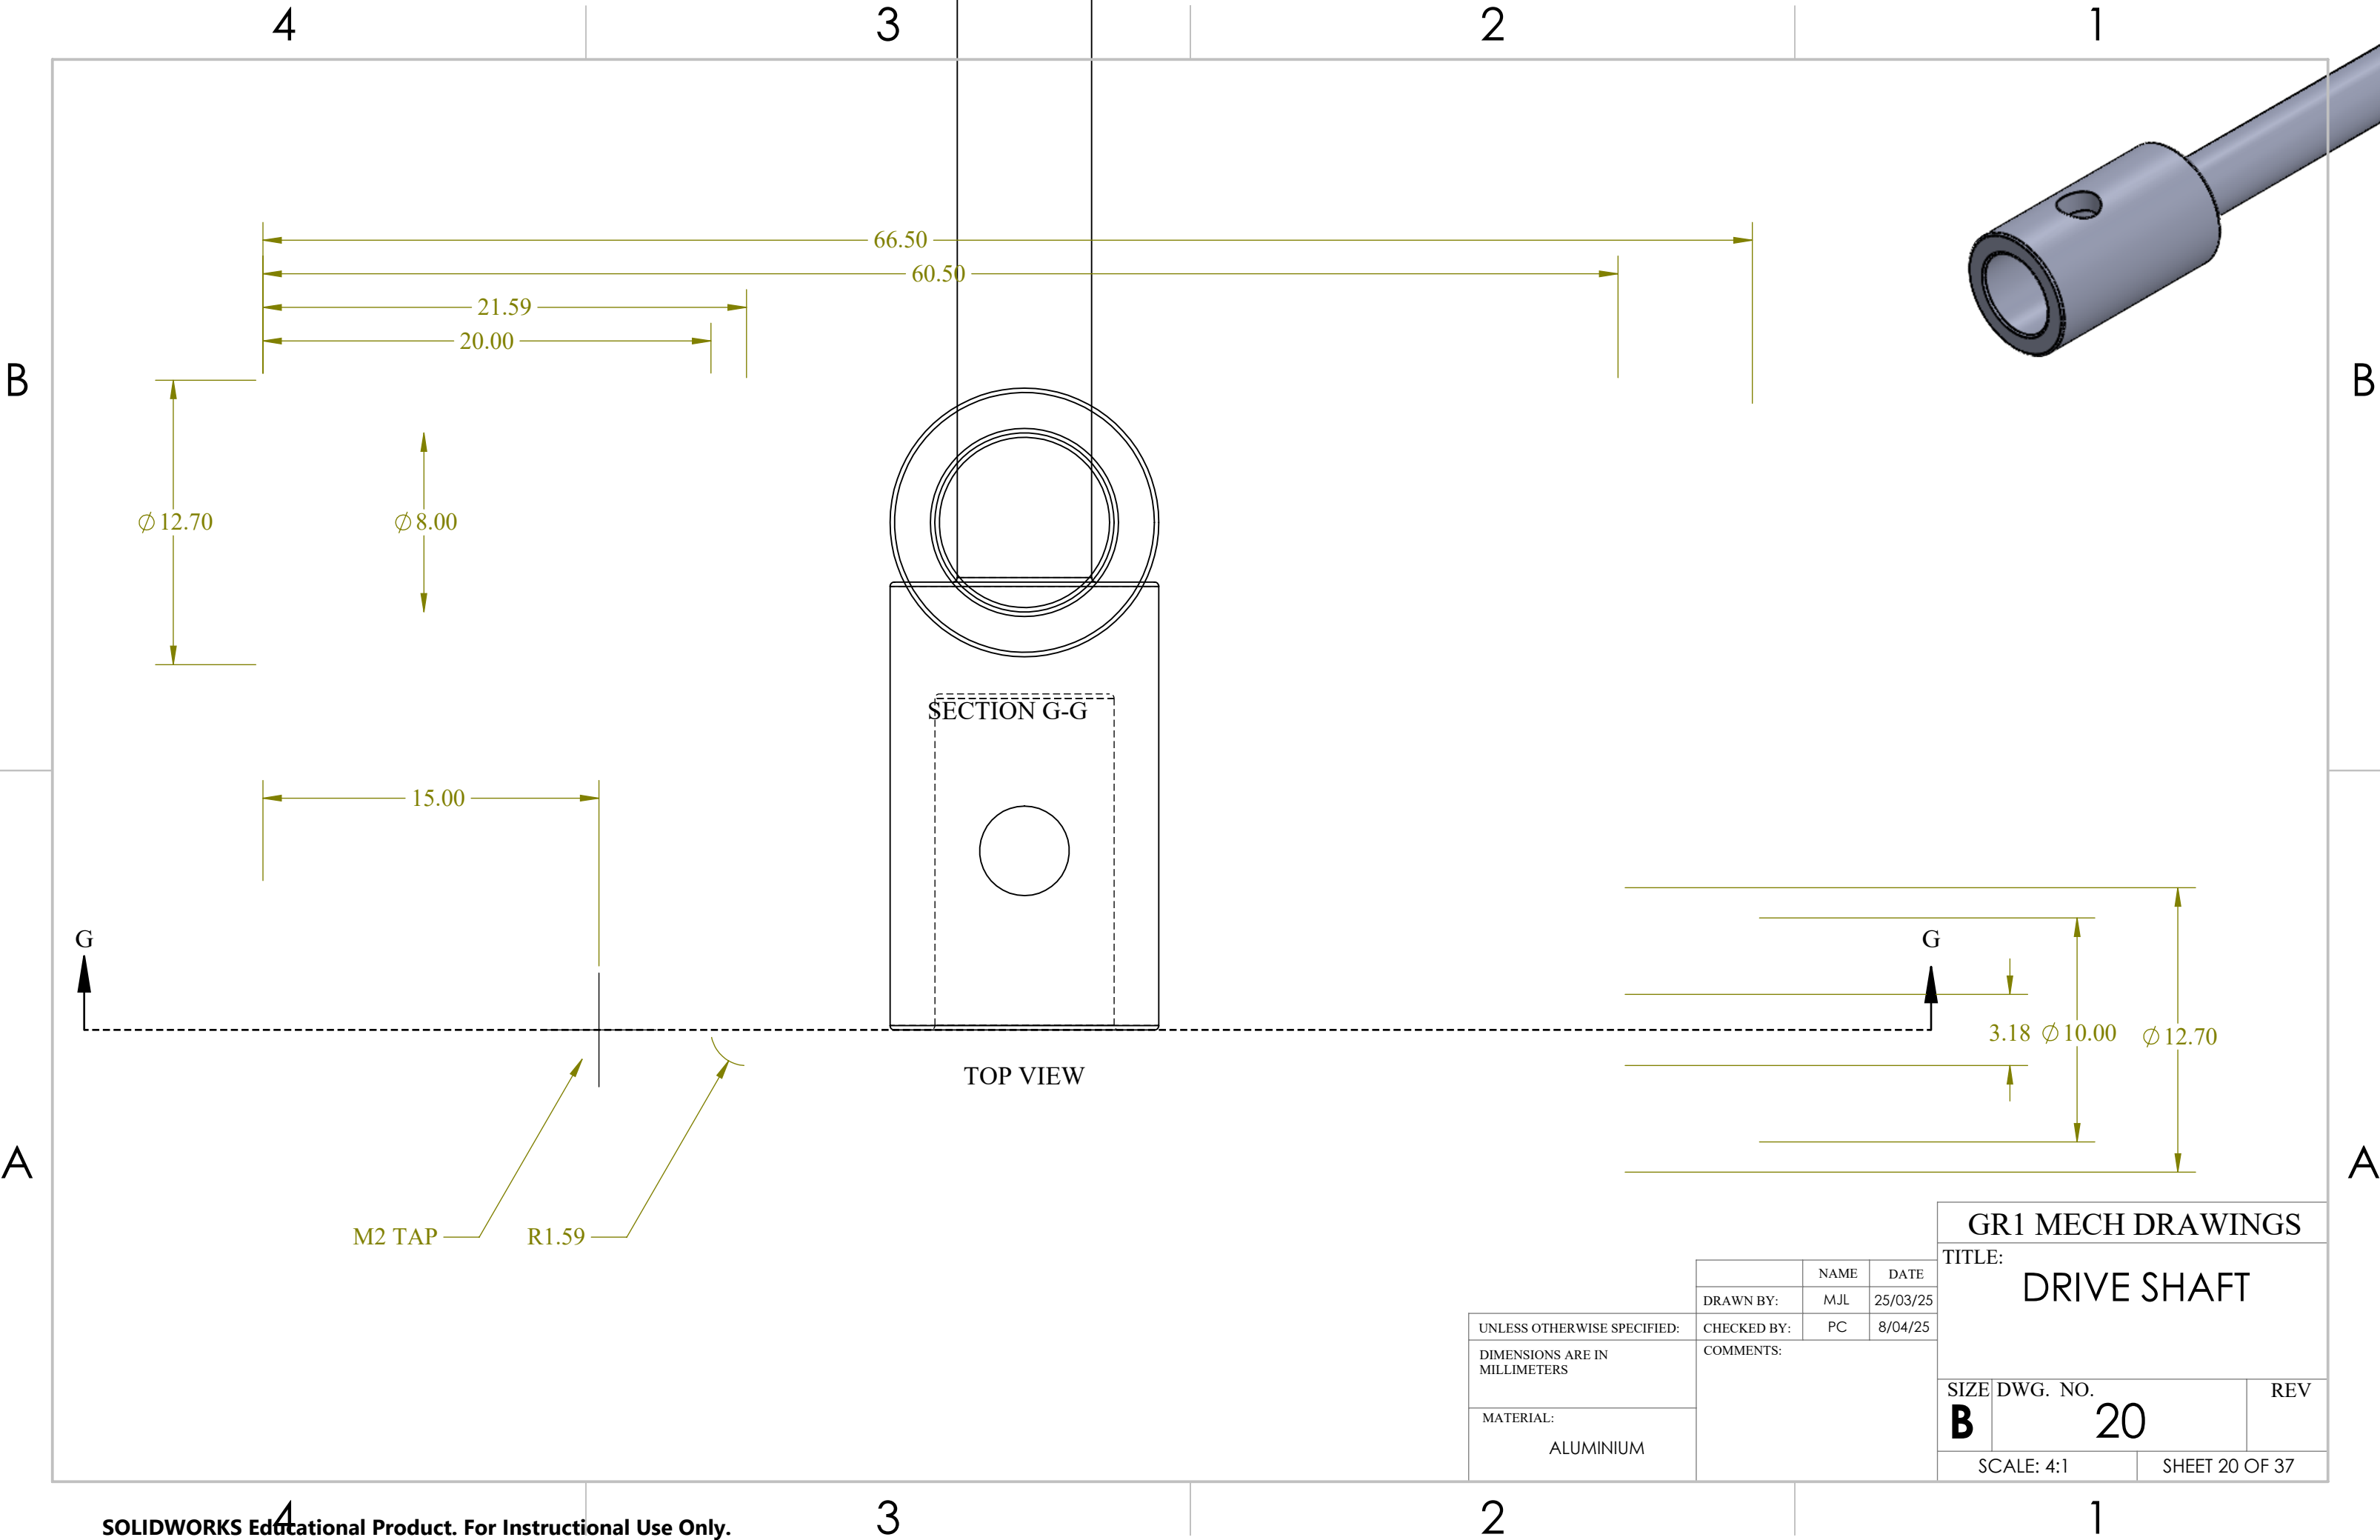 4 3 2 1
66.50
60.50
21.59
20.00
B B
⌀12.70 ⌀8.00
SECTION G-G
15.00
G G
3.18 ⌀10.00 ⌀12.70
TOP VIEW
A A
M2 TAP R1.59
GR1 MECH DRAWINGS
TITLE:
DRIVE SHAFT
NAME DATE
DRAWN BY: MJL 25/03/25
UNLESS OTHERWISE SPECIFIED: CHECKED BY: PC 8/04/25
DIMENSIONS ARE IN
MILLIMETERS
COMMENTS:
SIZE DWG. NO. REV
B 20
MATERIAL:
ALUMINIUM
SCALE: 4:1 SHEET 20 OF 37
4 3 2 1
SOLIDWORKS Educational Product. For Instructional Use Only.